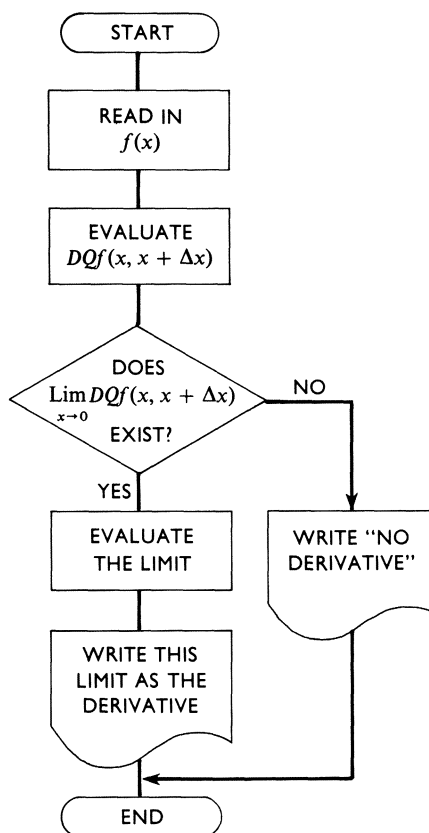 START
READ IN
f(x)
EVALUATE
DQf(x, x + Δx)
DOES
Lim DQf(x, x + Δx)
x→0
EXIST?
NO
YES
EVALUATE
THE LIMIT
WRITE "NO
DERIVATIVE"
WRITE THIS
LIMIT AS THE
DERIVATIVE
END